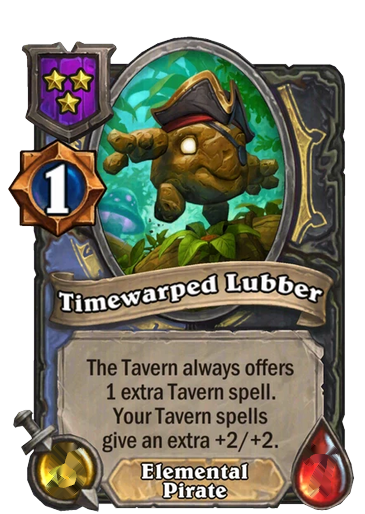 1
Timewarped Lubber
The Tavern always offers
1 extra Tavern spell.
Your Tavern spells
give an extra +2/+2.
Elemental
Pirate